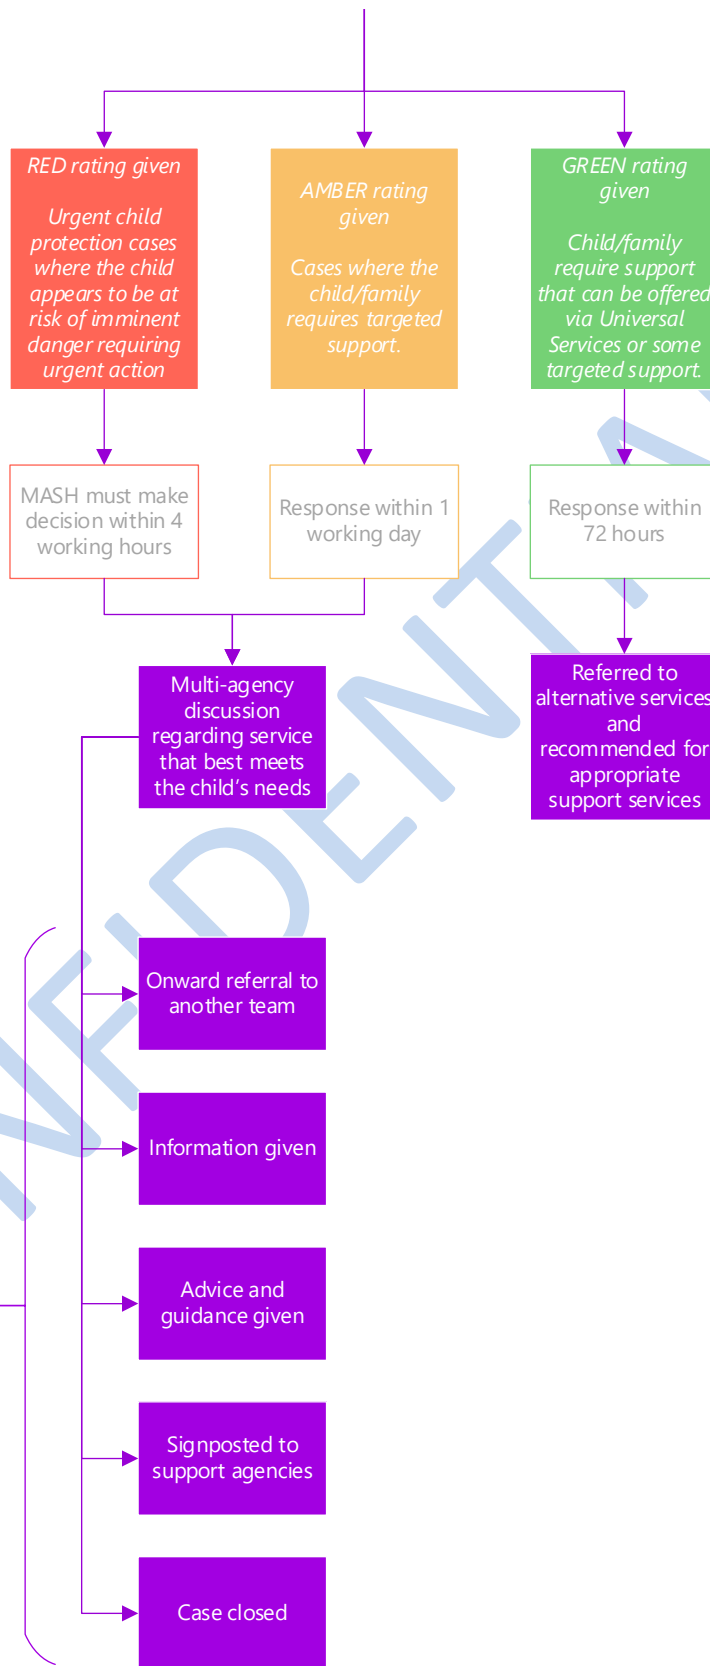 RED rating given
Urgent child
protection cases
where the child
appears to be at
risk of imminent
danger requiring
urgent action
AMBER rating
given
Cases where the
child/family
requires targeted
support.
GREEN rating
given
Child/family
require support
that can be offered
via Universal
Services or some
targeted support.
MASH must make
decision within 4
working hours
Response within 1
working day
Response within
72 hours
Multi-agency
discussion
regarding service
that best meets
the child's needs
Referred to
alternative services
and
recommended for
appropriate
support services
Onward referral to
another team
Information given
Advice and
guidance given
Signposted to
support agencies
Case closed
NFIDENTIA